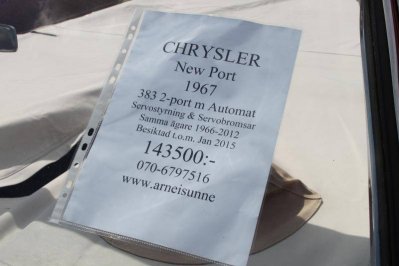 CHRYSLER
New Port
1967
383 2-port m Automat
Servostyrning & Servobromsar
Samma ägare 1966-2012
Besiktad t.o.m. Jan 2015
143500:-
070-6797516
www.arneisunne